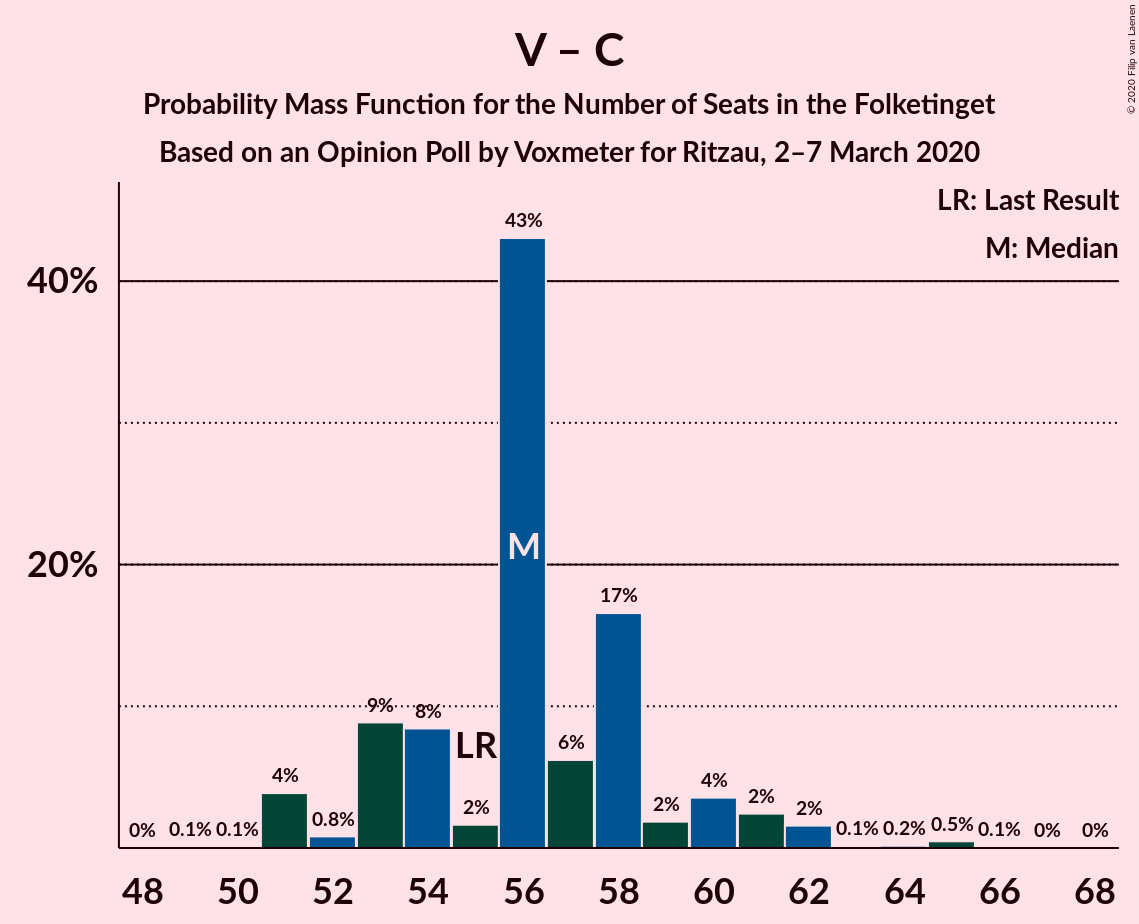 V – C
Probability Mass Function for the Number of Seats in the Folketinget
Based on an Opinion Poll by Voxmeter for Ritzau, 2–7 March 2020
© 2020 Filip van Laenen
LR: Last Result
M: Median
40%
20%
0%
0.1%
0.1%
4%
0.8%
9%
8%
LR
2%
43%
M
6%
17%
2%
4%
2%
2%
0.1%
0.2%
0.5%
0.1%
0%
0%
48 50 52 54 56 58 60 62 64 66 68